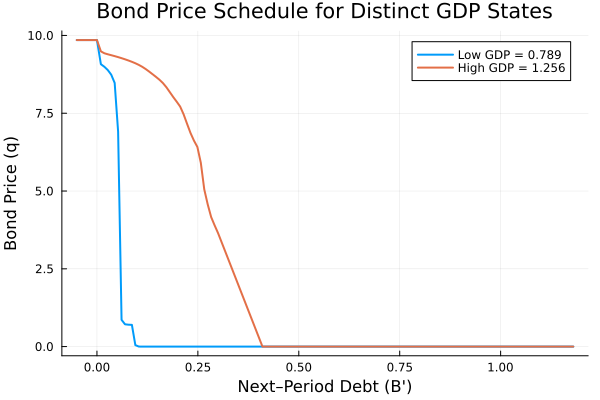 Bond Price Schedule for Distinct GDP States
Low GDP = 0.789
High GDP = 1.256
Bond Price (q)
10.0
7.5
5.0
2.5
0.0
0.00 0.25 0.50 0.75 1.00
Next–Period Debt (B')